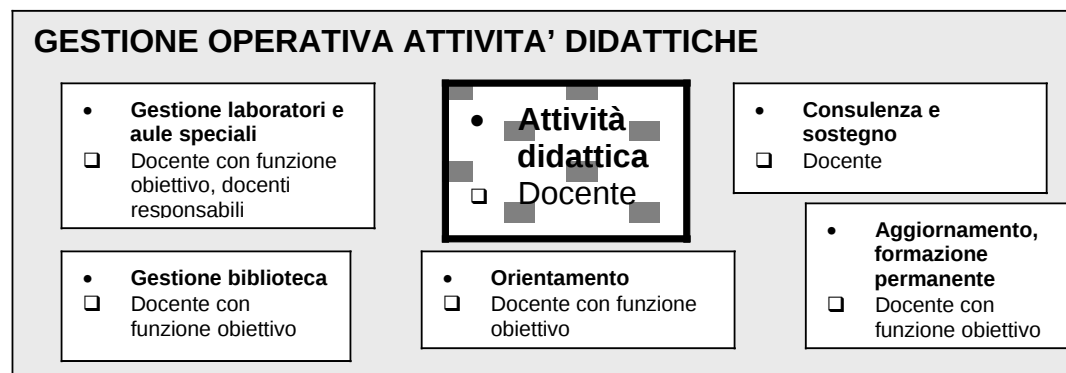 GESTIONE OPERATIVA ATTIVITA’ DIDATTICHE
• Gestione laboratori e
aule speciali
❑ Docente con funzione
obiettivo, docenti
responsabili
• Attività
didattica
❑ Docente
• Consulenza e
sostegno
❑ Docente
• Gestione biblioteca
❑ Docente con
funzione obiettivo
• Orientamento
❑ Docente con funzione
obiettivo
• Aggiornamento,
formazione
permanente
❑ Docente con
funzione obiettivo